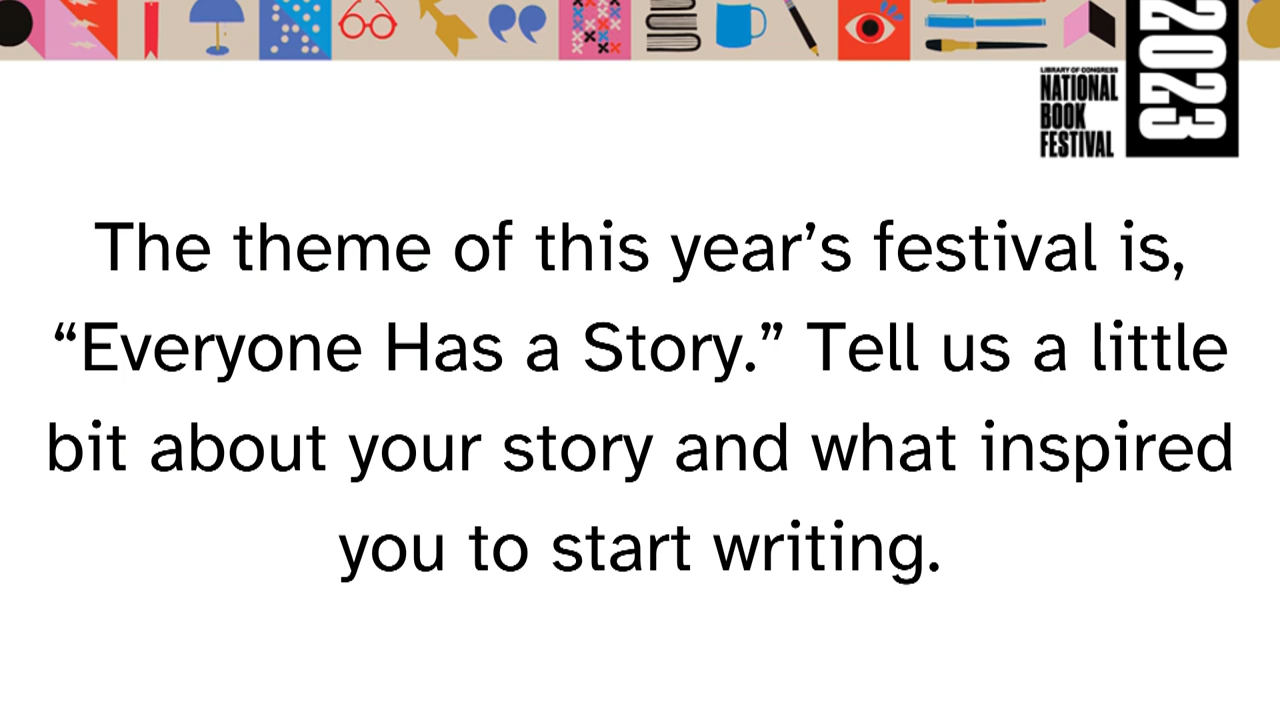 2023
LIBRARY OF CONGRESS
NATIONAL
BOOK
FESTIVAL
The theme of this year’s festival is,
“Everyone Has a Story.” Tell us a little
bit about your story and what inspired
you to start writing.